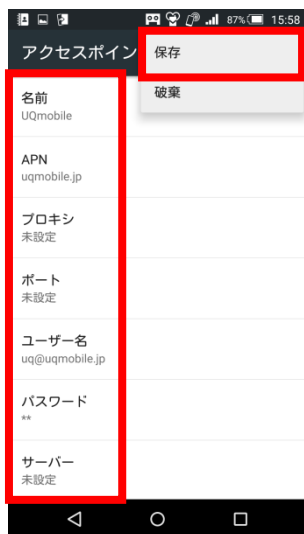 87% 15:58
アクセスポイン
保存
破棄
名前
UQmobile
APN
uqmobile.jp
プロキシ
未設定
ポート
未設定
ユーザー名
uq@uqmobile.jp
パスワード
**
サーバー
未設定